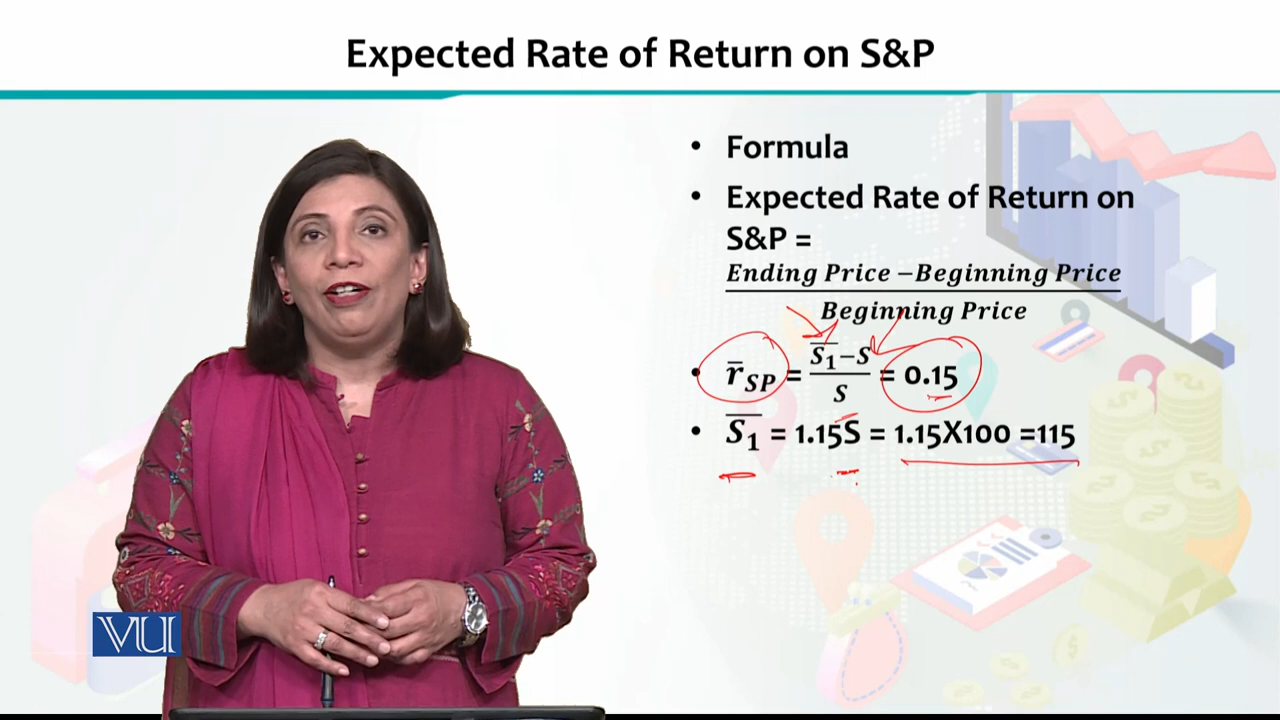 Expected Rate of Return on S&P
• Formula
• Expected Rate of Return on
S&P =
Ending Price −Beginning Price
Beginning Price
• r̄SP = (S̄1−S)/S = 0.15
• S̄1 = 1.15S = 1.15X100 =115
VU